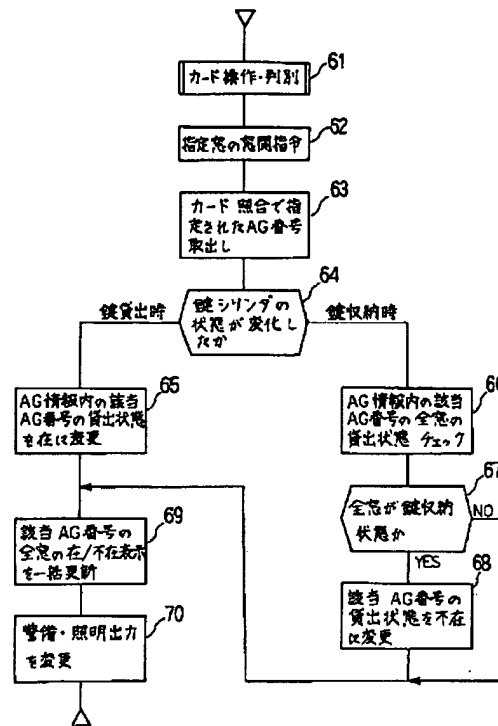 61
カード操作・判別
62
指定窓の窓開指令
63
カード照合で
指定されたAG番号
取出し
64
鍵シリンダの
状態が変化し
たか
鍵貸出時
鍵収納時
65
AG情報内の該当
AG番号の貸出状態
を在に変更
66
AG情報内の該当
AG番号の全窓の
貸出状態チェック
67
全窓が鍵収納
状態か
NO
YES
68
該当AG番号の
貸出状態を不在
に変更
69
該当AG番号の
全窓の在/不在表示
を一括更新
70
警備・照明出力
を変更